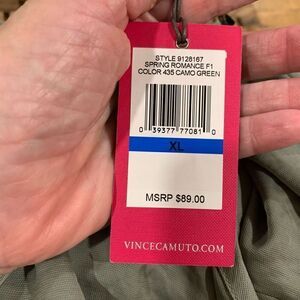 STYLE 9128167
SPRING ROMANCE F1
COLOR 435 CAMO GREEN
0 39377 77081 0
XL
MSRP $89.00
VINCECAMUTO.COM